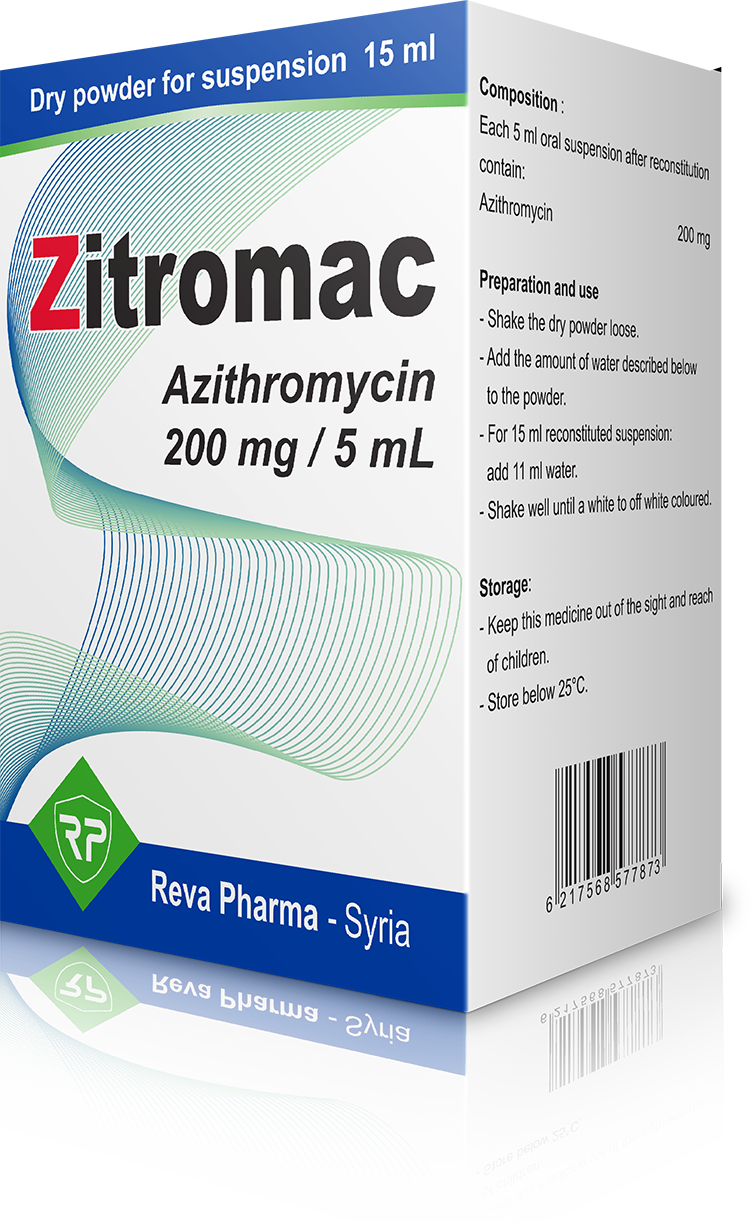 Dry powder for suspension 15 ml
Zitromac
Azithromycin
200 mg / 5 mL
RP
Reva Pharma - Syria
Composition :
Each 5 ml oral suspension after reconstitution
contain:
Azithromycin 200 mg
Preparation and use
- Shake the dry powder loose.
- Add the amount of water described below
to the powder.
- For 15 ml reconstituted suspension:
add 11 ml water.
- Shake well until a white to off white coloured.
Storage:
- Keep this medicine out of the sight and reach
of children.
- Store below 25°C.
6 217568 577873